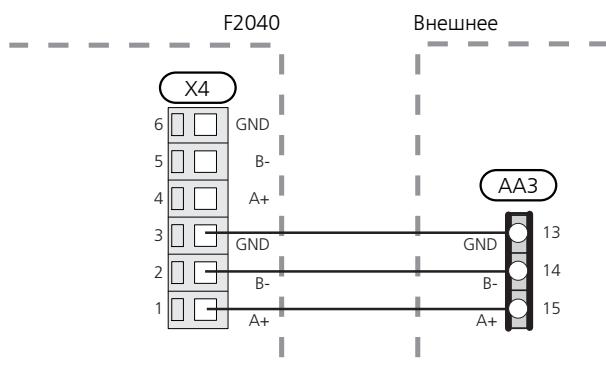 F2040 Внешнее
X4
6 GND
5 B-
4 A+
AA3
3 GND GND 13
2 B- B- 14
1 A+ A+ 15